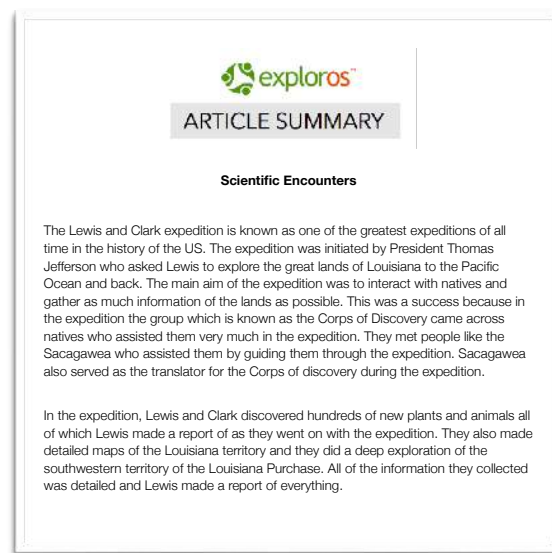 exploros™
ARTICLE SUMMARY
Scientific Encounters
The Lewis and Clark expedition is known as one of the greatest expeditions of all
time in the history of the US. The expedition was initiated by President Thomas
Jefferson who asked Lewis to explore the great lands of Louisiana to the Pacific
Ocean and back. The main aim of the expedition was to interact with natives and
gather as much information of the lands as possible. This was a success because in
the expedition the group which is known as the Corps of Discovery came across
natives who assisted them very much in the expedition. They met people like the
Sacagawea who assisted them by guiding them through the expedition. Sacagawea
also served as the translator for the Corps of discovery during the expedition.
In the expedition, Lewis and Clark discovered hundreds of new plants and animals all
of which Lewis made a report of as they went on with the expedition. They also made
detailed maps of the Louisiana territory and they did a deep exploration of the
southwestern territory of the Louisiana Purchase. All of the information they collected
was detailed and Lewis made a report of everything.